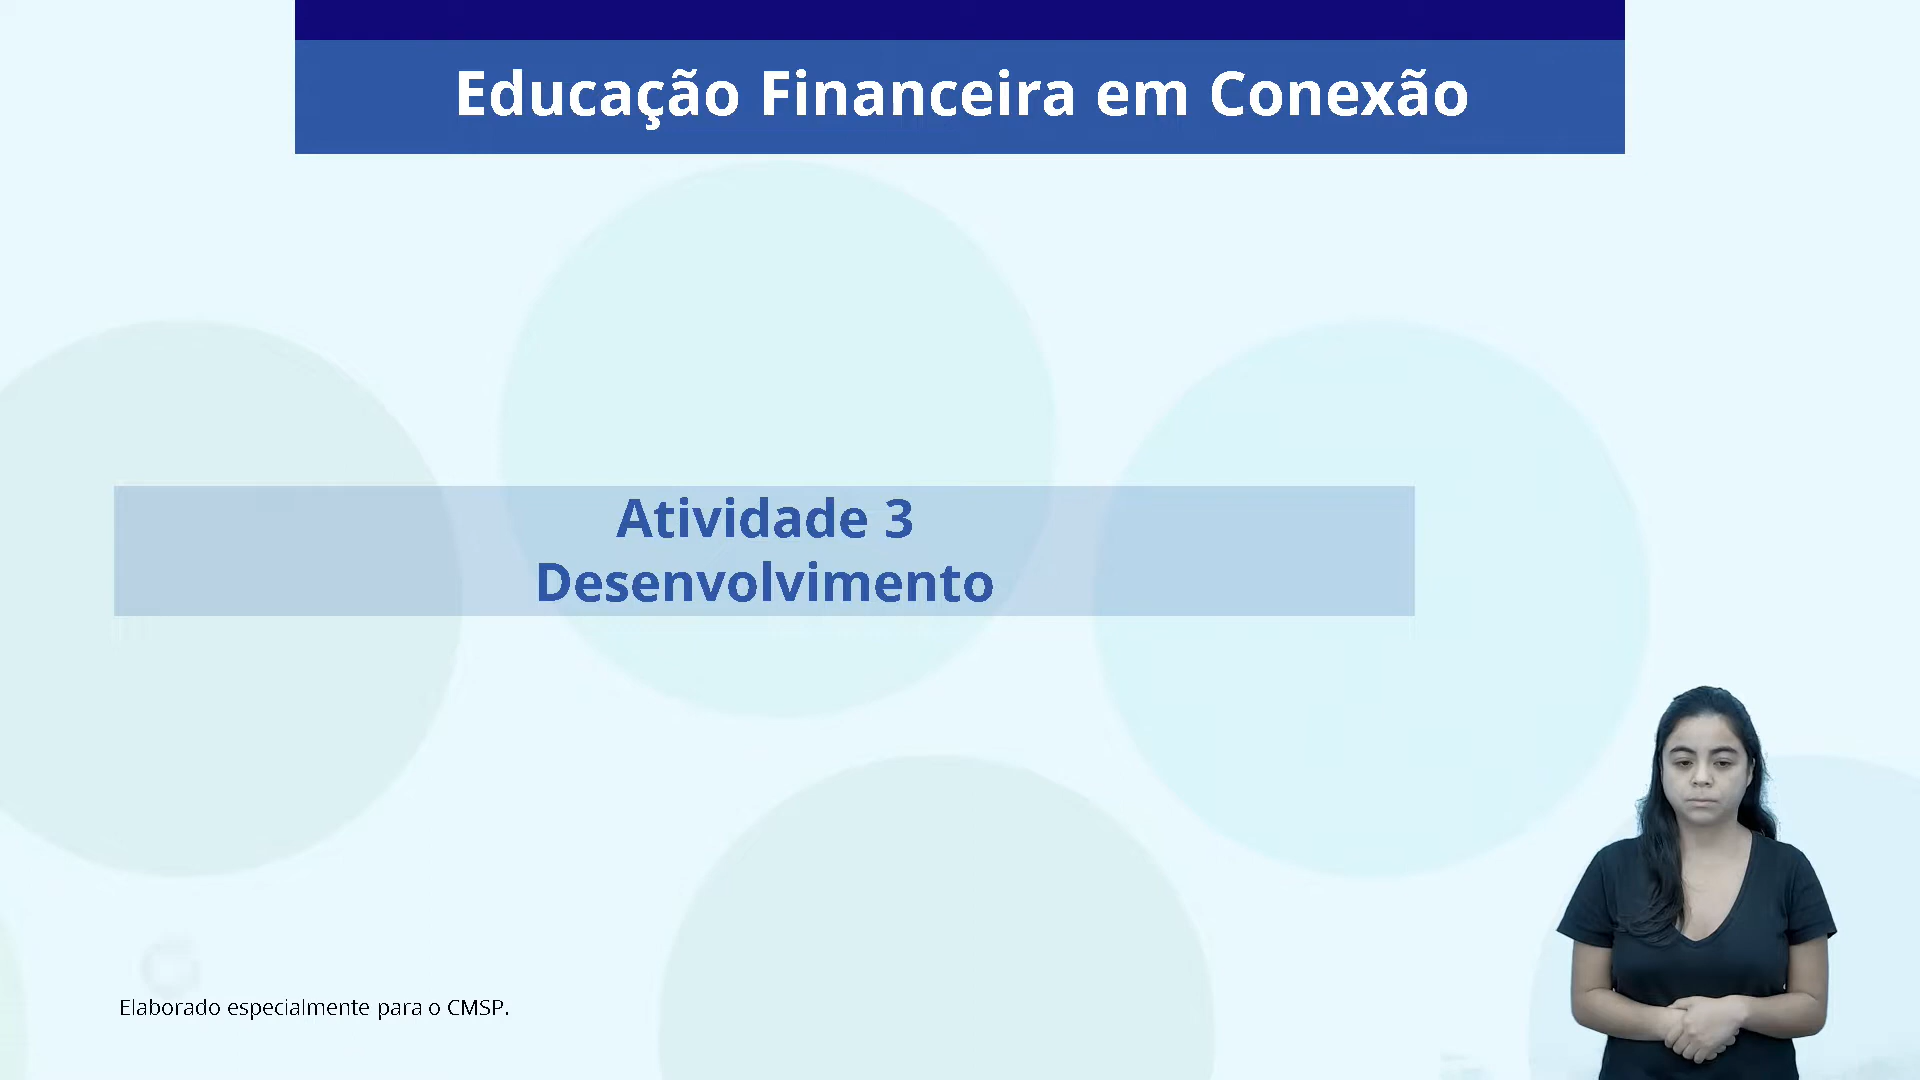 Educação Financeira em Conexão
Atividade 3
Desenvolvimento
Elaborado especialmente para o CMSP.